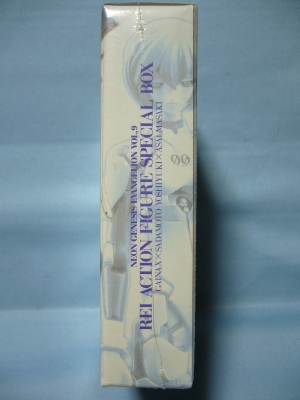 NEON GENESIS EVANGELION VOL.9
REI ACTION FIGURE SPECIAL BOX
GAINAX×SADAMOTO YOSHIYUKI×ASAI MASAKI
00